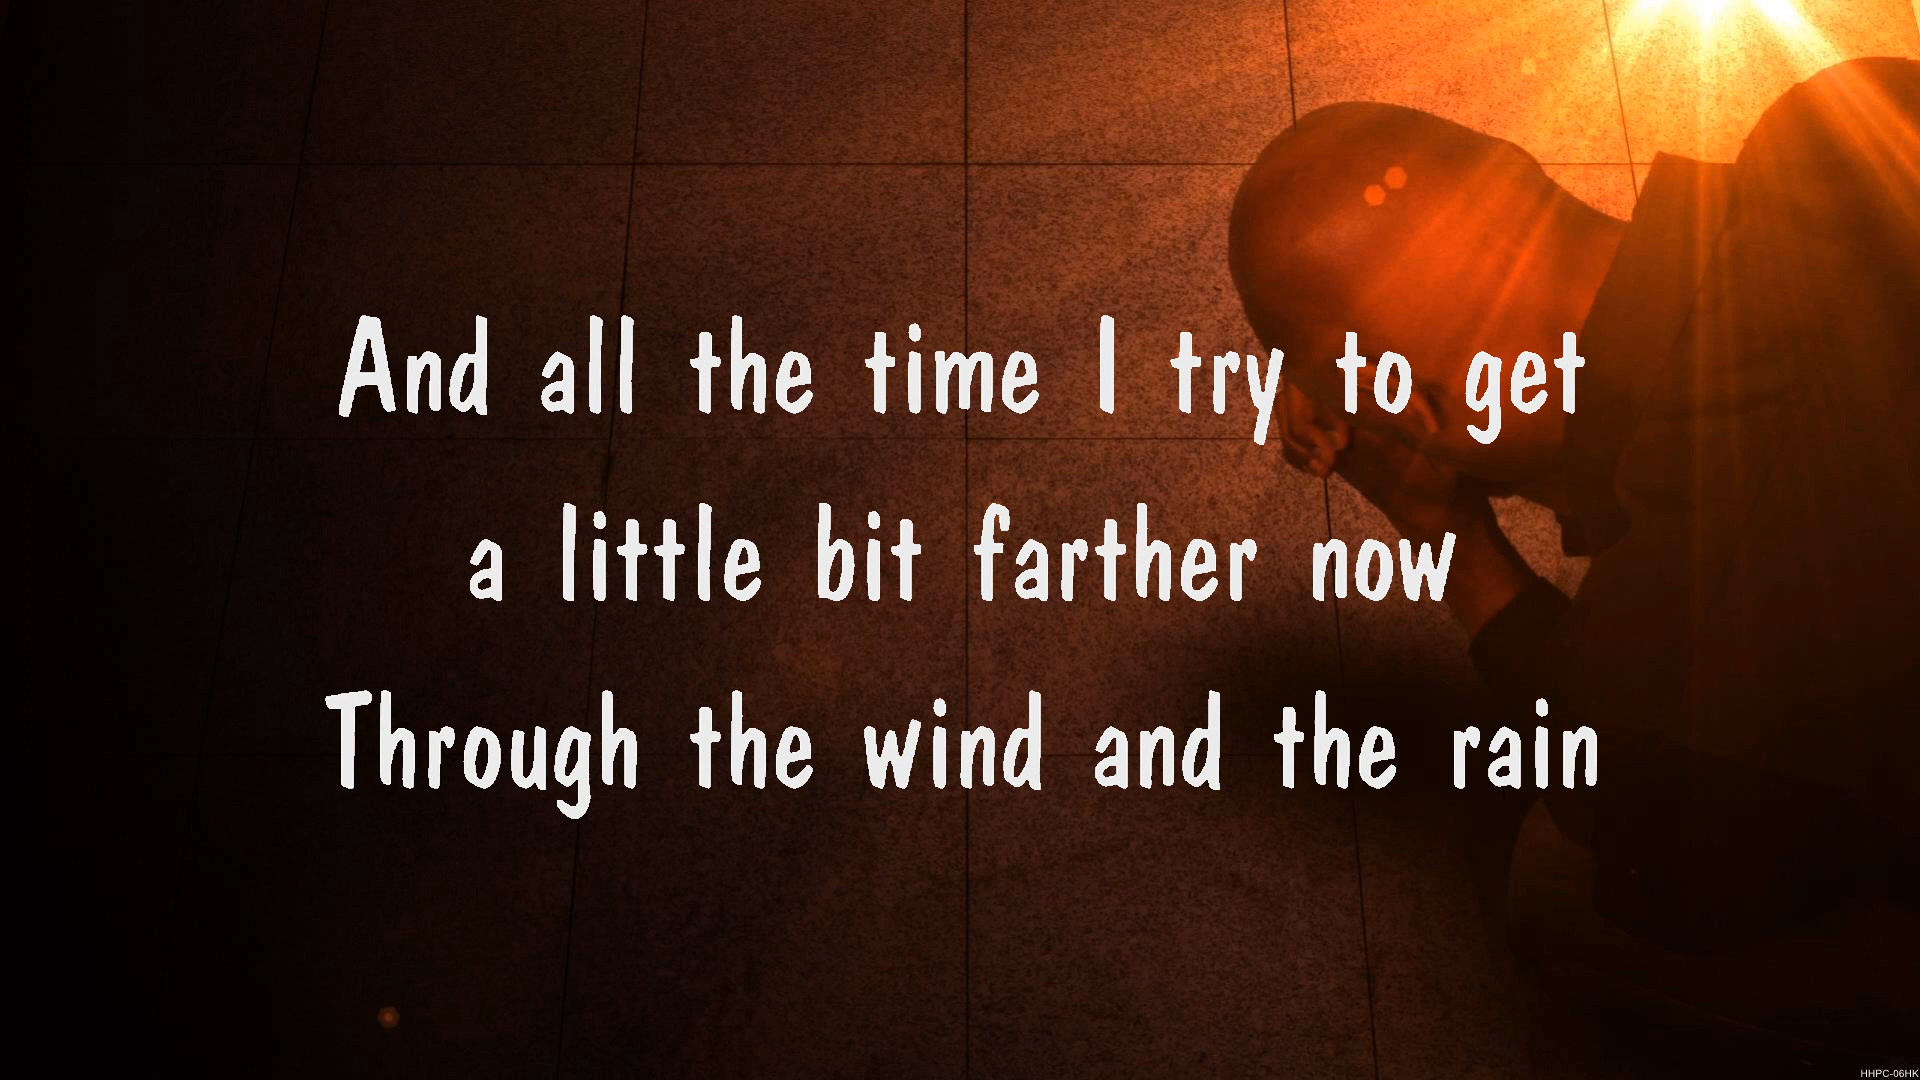 And all the time I try to get
a little bit farther now
Through the wind and the rain
HHPC-06HK